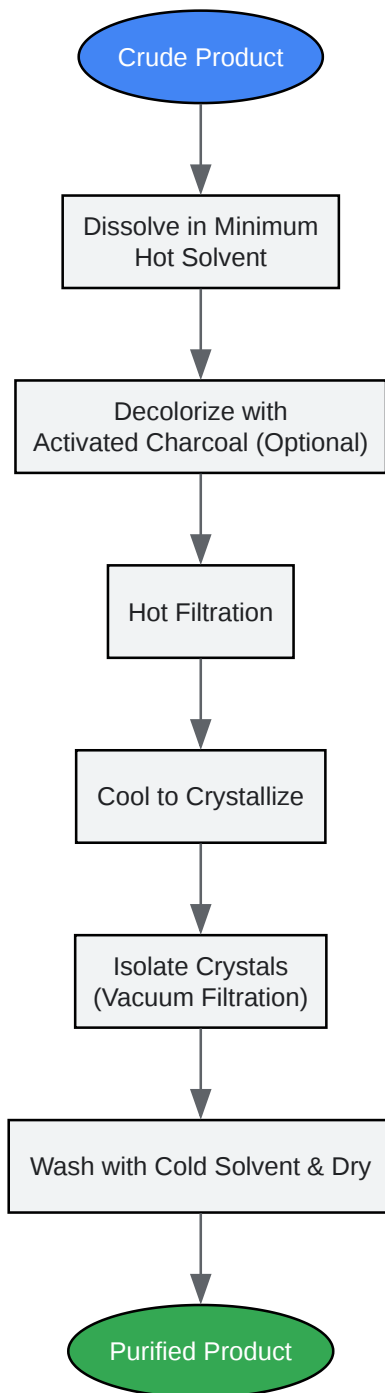 Crude Product
Dissolve in Minimum
Hot Solvent
Decolorize with
Activated Charcoal (Optional)
Hot Filtration
Cool to Crystallize
Isolate Crystals
(Vacuum Filtration)
Wash with Cold Solvent & Dry
Purified Product